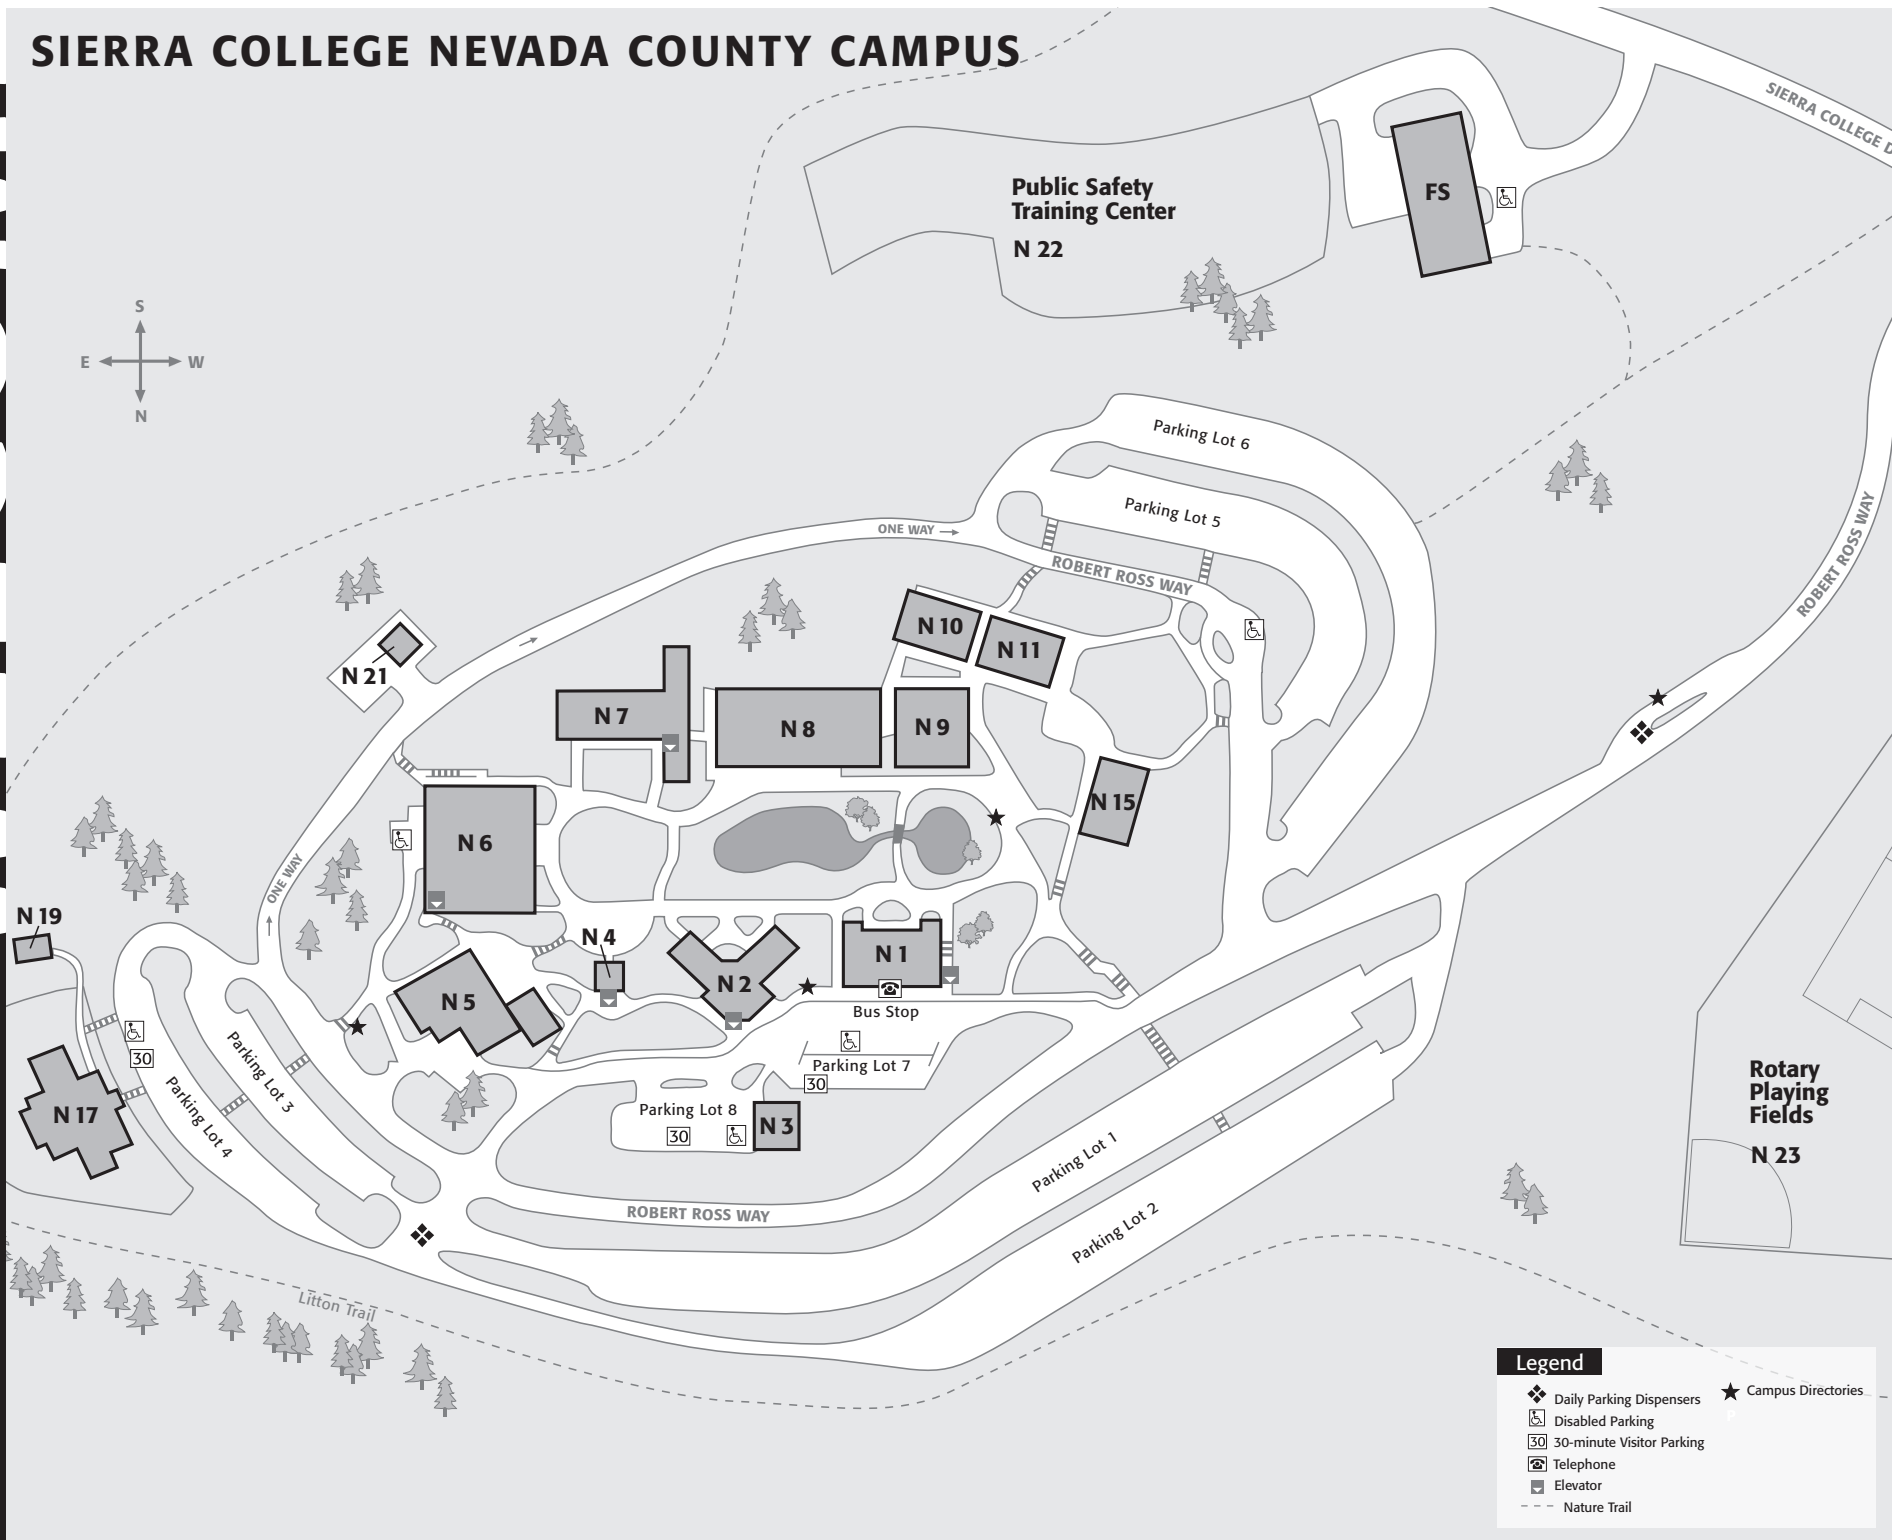 SIERRA COLLEGE NEVADA COUNTY CAMPUS
SIERRA COLLEGE D
Public Safety
Training Center
N 22
FS
S
E
W
N
Parking Lot 6
Parking Lot 5
ONE WAY
ROBERT ROSS WAY
ROBERT ROSS WAY
N 10
N 11
N 21
N 7
N 8
N 9
N 15
N 6
ONE WAY
N 19
N 4
N 1
N 2
N 5
Bus Stop
30
Parking Lot 7
30
Parking Lot 3
Parking Lot 4
N 17
Parking Lot 8
30
N 3
Parking Lot 1
Parking Lot 2
ROBERT ROSS WAY
Rotary
Playing
Fields
N 23
Litton Trail
Legend
Daily Parking Dispensers
Campus Directories
P
Disabled Parking
30 30-minute Visitor Parking
Telephone
Elevator
Nature Trail